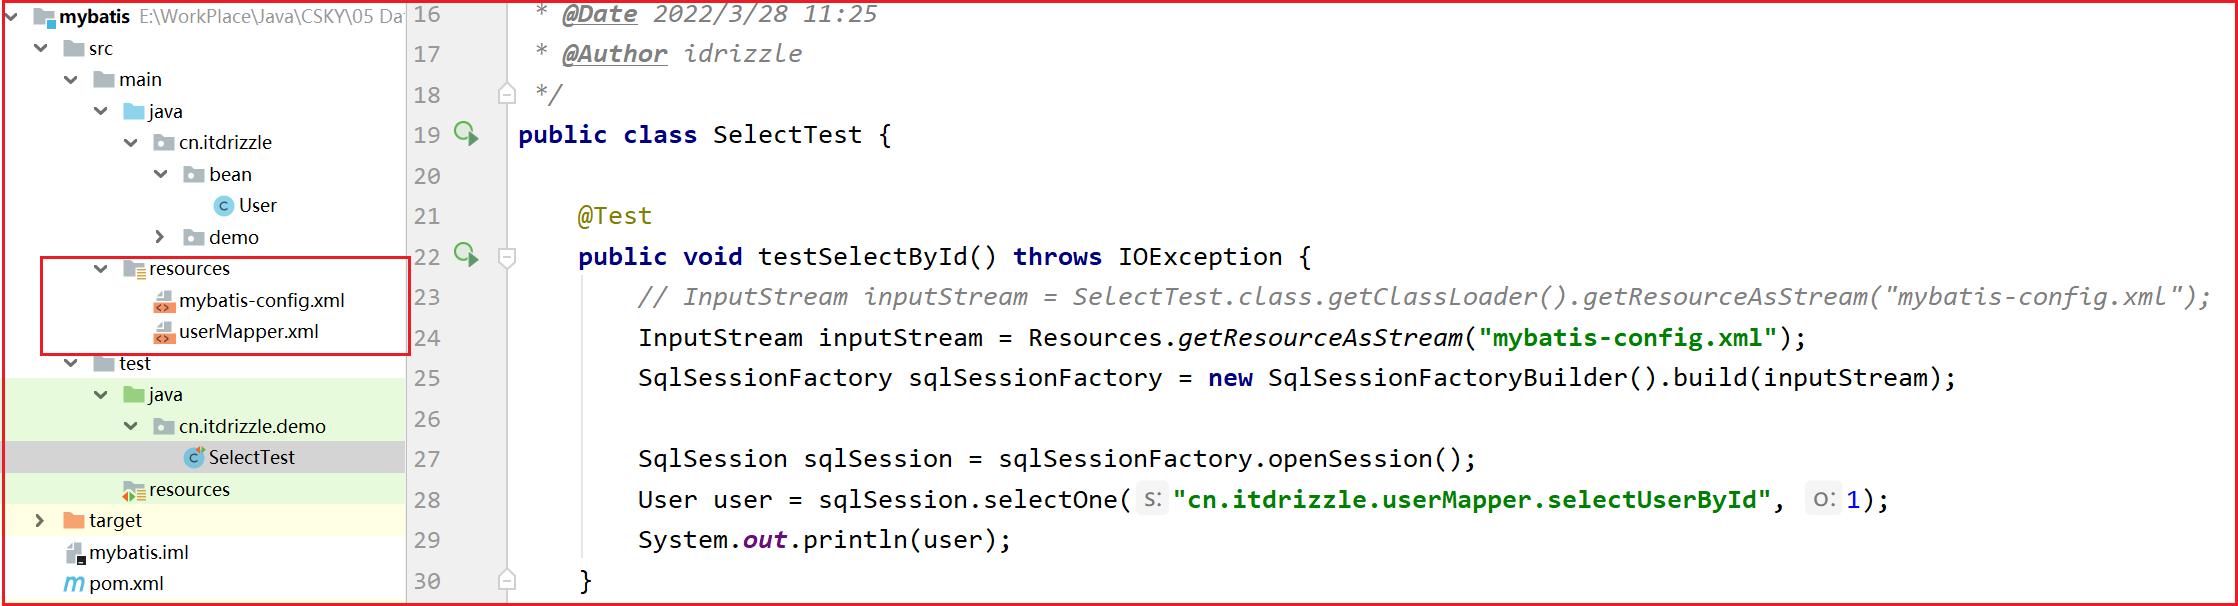 mybatis E:\WorkPlace\Java\CSKY\05 Da
src
main
java
cn.itdrizzle
bean
User
demo
resources
mybatis-config.xml
userMapper.xml
test
java
cn.itdrizzle.demo
SelectTest
resources
target
mybatis.iml
pom.xml
16 * @Date 2022/3/28 11:25
17 * @Author idrizzle
18 */
19 public class SelectTest {
20
21 @Test
22 public void testSelectById() throws IOException {
23 // InputStream inputStream = SelectTest.class.getClassLoader().getResourceAsStream("mybatis-config.xml");
24 InputStream inputStream = Resources.getResourceAsStream("mybatis-config.xml");
25 SqlSessionFactory sqlSessionFactory = new SqlSessionFactoryBuilder().build(inputStream);
26
27 SqlSession sqlSession = sqlSessionFactory.openSession();
28 User user = sqlSession.selectOne( s: "cn.itdrizzle.userMapper.selectUserById", o: 1);
29 System.out.println(user);
30 }